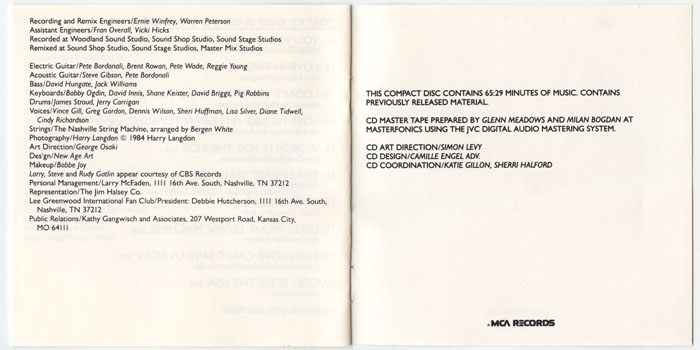 Recording and Remix Engineers/Ernie Winfrey, Warren Peterson
Assistant Engineers/Fran Overall, Vicki Hicks
Recorded at Woodland Sound Studio, Sound Shop Studio, Sound Stage Studios
Remixed at Sound Shop Studio, Sound Stage Studios, Master Mix Studios
Electric Guitar/Pete Bordonali, Brent Rowan, Pete Wade, Reggie Young
Acoustic Guitar/Steve Gibson, Pete Bordonali
Bass/David Hungate, Jack Williams
Keyboards/Bobby Ogdin, David Innis, Shane Keister, David Briggs, Pig Robbins
Drums/James Stroud, Jerry Carrigan
Voices/Vince Gill, Greg Gordon, Dennis Wilson, Sheri Huffman, Lisa Silver, Diane Tidwell,
Cindy Richardson
Strings/The Nashville String Machine, arranged by Bergen White
Photography/Harry Langdon © 1984 Harry Langdon
Art Direction/George Osaki
Design/New Age Art
Makeup/Bobbe Joy
Larry, Steve and Rudy Gatlin appear courtesy of CBS Records
Personal Management/Larry McFaden, 1111 16th Ave. South, Nashville, TN 37212
Representation/The Jim Halsey Co.
Lee Greenwood International Fan Club/President: Debbie Hutcherson, 1111 16th Ave. South,
Nashville, TN 37212
Public Relations/Kathy Gangwisch and Associates, 207 Westport Road, Kansas City,
MO 64111
THIS COMPACT DISC CONTAINS 65:29 MINUTES OF MUSIC. CONTAINS
PREVIOUSLY RELEASED MATERIAL.
CD MASTER TAPE PREPARED BY GLENN MEADOWS AND MILAN BOGDAN AT
MASTERFONICS USING THE JVC DIGITAL AUDIO MASTERING SYSTEM.
CD ART DIRECTION/SIMON LEVY
CD DESIGN/CAMILLE ENGEL ADV.
CD COORDINATION/KATIE GILLON, SHERRI HALFORD
MCA RECORDS